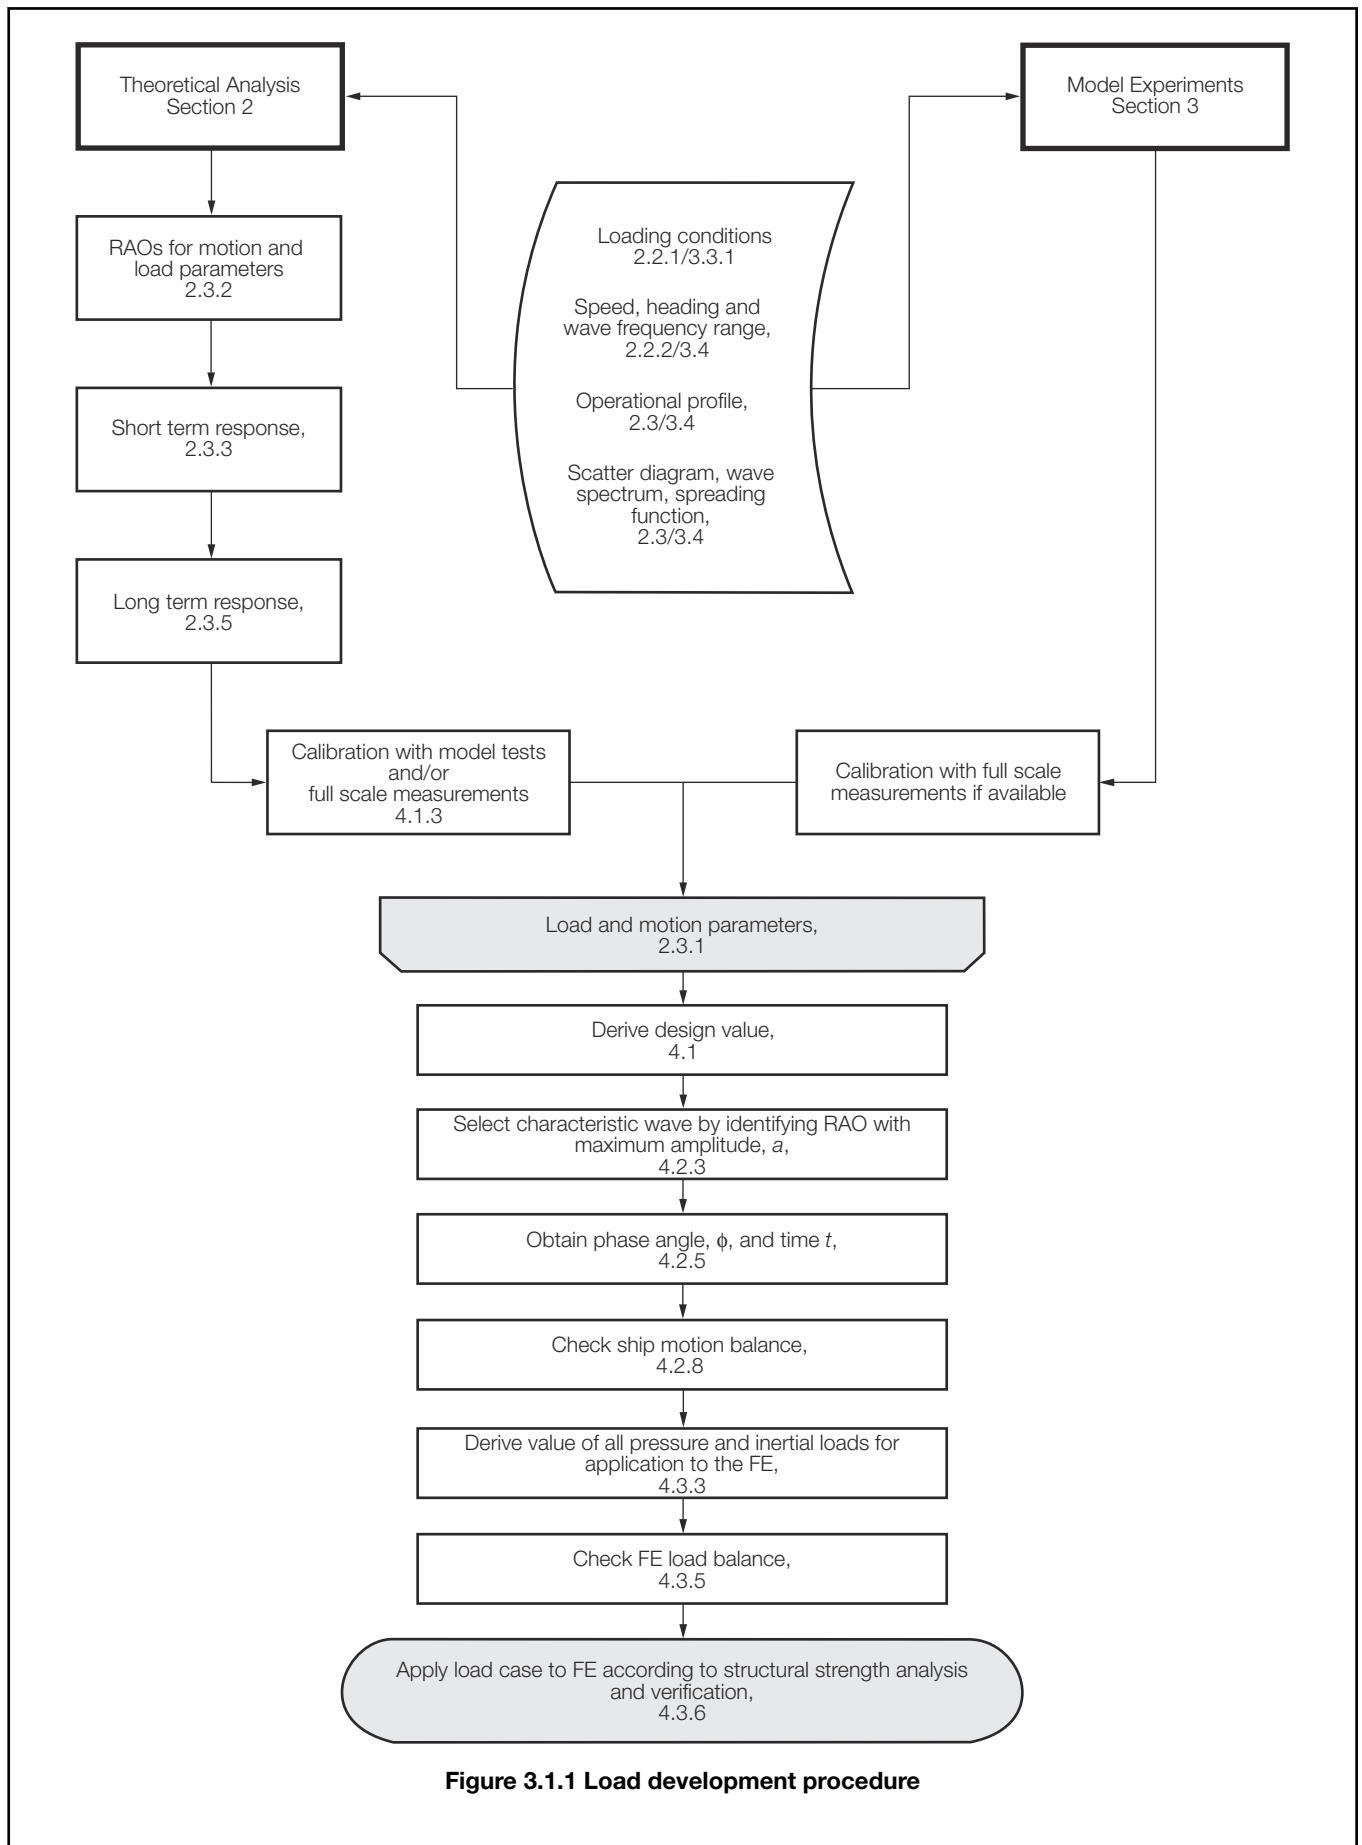 Theoretical Analysis
Section 2
Model Experiments
Section 3
RAOs for motion and
load parameters
2.3.2
Loading conditions
2.2.1/3.3.1
Speed, heading and
wave frequency range,
2.2.2/3.4
Operational profile,
2.3/3.4
Scatter diagram, wave
spectrum, spreading
function,
2.3/3.4
Short term response,
2.3.3
Long term response,
2.3.5
Calibration with model tests
and/or
full scale measurements
4.1.3
Calibration with full scale
measurements if available
Load and motion parameters,
2.3.1
Derive design value,
4.1
Select characteristic wave by identifying RAO with
maximum amplitude, a,
4.2.3
Obtain phase angle, ϕ, and time t,
4.2.5
Check ship motion balance,
4.2.8
Derive value of all pressure and inertial loads for
application to the FE,
4.3.3
Check FE load balance,
4.3.5
Apply load case to FE according to structural strength analysis
and verification,
4.3.6
Figure 3.1.1 Load development procedure